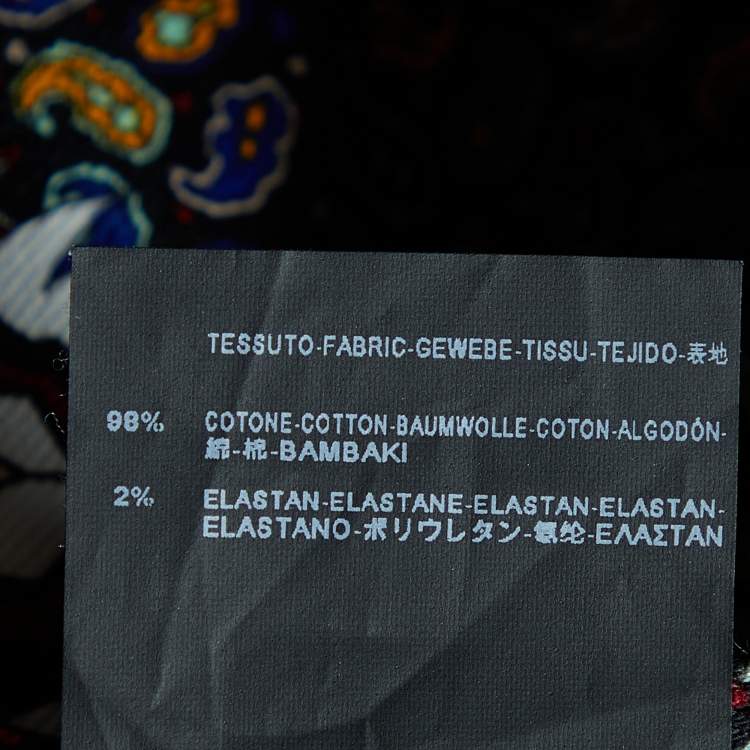 TESSUTO-FABRIC-GEWEBE-TISSU-TEJIDO-表地
98% COTONE-COTTON-BAUMWOLLE-COTON-ALGODÓN-
綿-棉-BAMBAKI
2% ELASTAN-ELASTANE-ELASTAN-ELASTAN-
ELASTANO-ポリウレタン-氨纶-ΕΛΑΣΤΑΝ